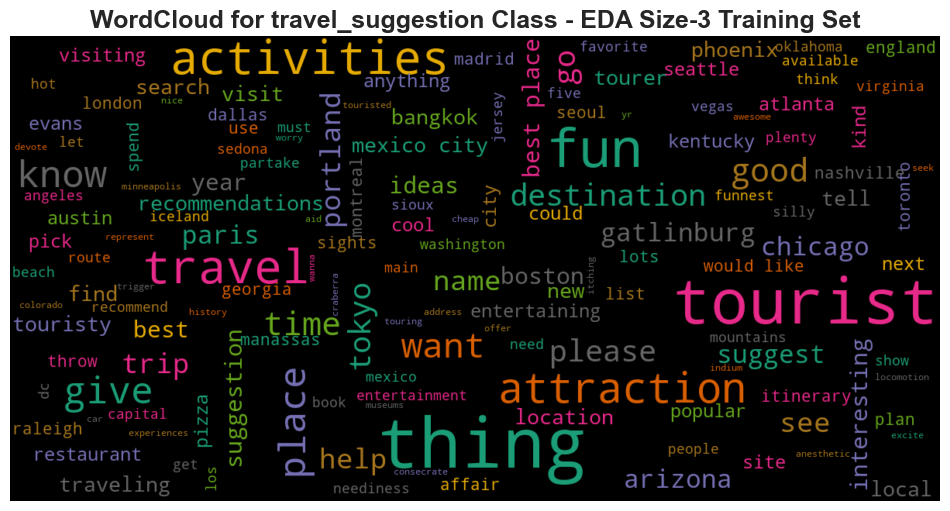 WordCloud for travel_suggestion Class - EDA Size-3 Training Set
visiting
activities
madrid
best place
go
favorite
phoenix
oklahoma
england
hot
search
anything
tourer
seattle
available
think
virginia
nice
london
visit
touristed
five
seoul
vegas
atlanta
kind
evans
dallas
portland
bangkok
jersey
yr
awesome
devote
let
spend
use
must
worry
mexico city
fun
kentucky
plenty
know
sedona
partake
montreal
good
nashville
toronto
seek
angeles
minneapolis
year
ideas
city
destination
funnest
tell
austin
iceland
recommendations
aid
sioux
cheap
could
silly
pick
represent
paris
sights
cool
washington
gatlinburg
chicago
route
travel
wanna
craberra
main
name
boston
itching
lots
would like
next
beach
find
trigger
georgia
tokyo
new
list
tourist
colorado
recommend
history
touring
address
entertaining
touristy
best
time
manassas
offer
want
need
please
mountains
suggest
interesting
show
throw
trip
suggestion
place
mexico
attraction
indium
locomotion
dc
give
car
capital
pizza
book
entertainment
museums
location
popular
itinerary
plan
excite
raleigh
experiences
thing
see
people
anesthetic
restaurant
get
los
help
consecrate
site
traveling
neediness
affair
arizona
local